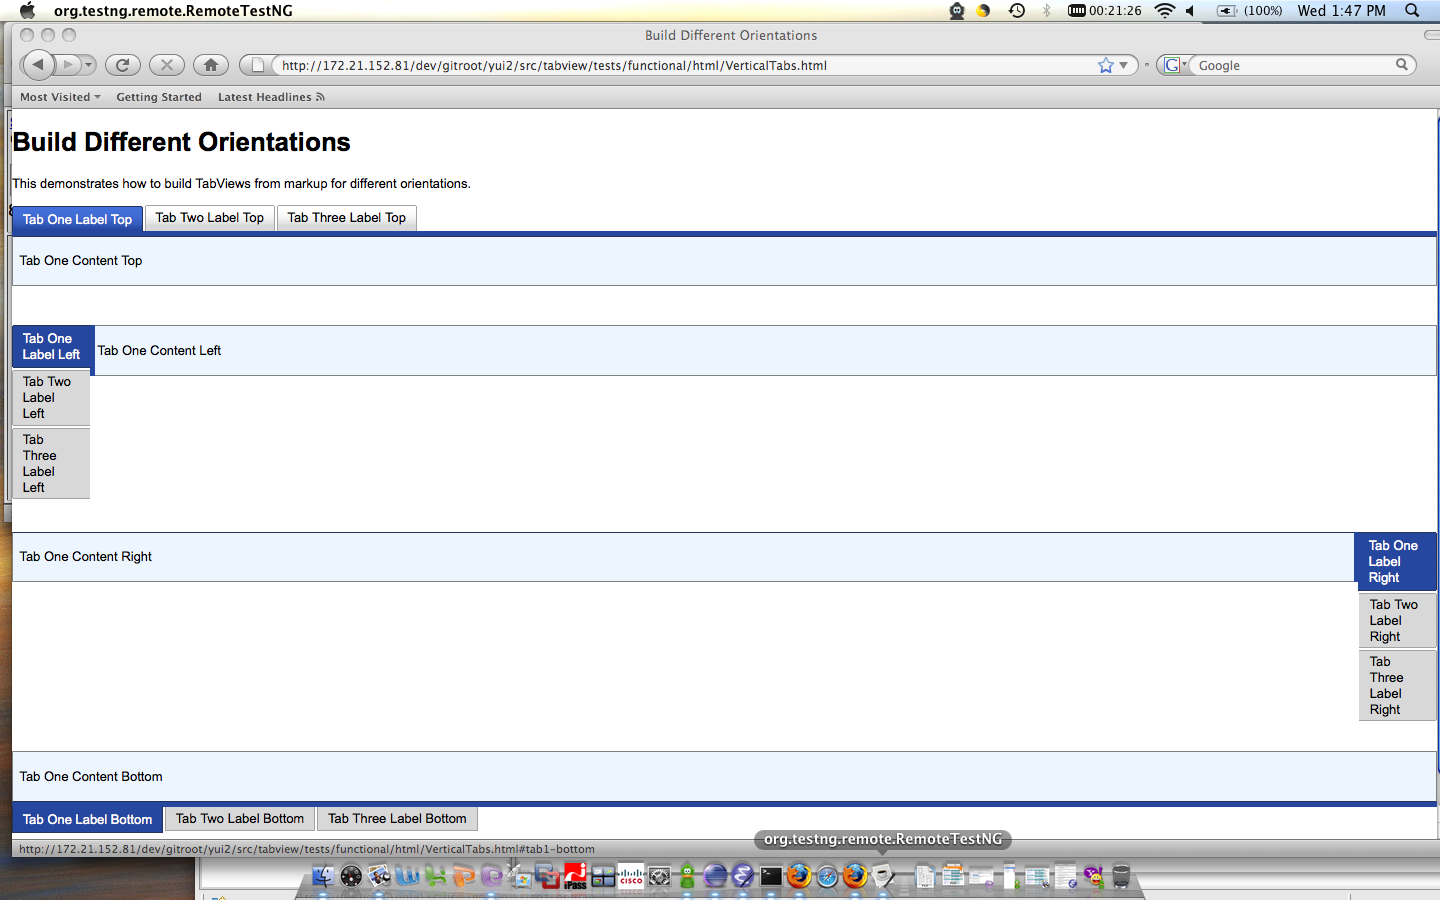 org.testng.remote.RemoteTestNG
00:21:26
(100%)
Wed 1:47 PM
Build Different Orientations
http://172.21.152.81/dev/gitroot/yui2/src/tabview/tests/functional/html/VerticalTabs.html
Google
Most Visited
Getting Started
Latest Headlines
Build Different Orientations
This demonstrates how to build TabViews from markup for different orientations.
Tab One Label Top
Tab Two Label Top
Tab Three Label Top
Tab One Content Top
Tab One
Label Left
Tab One Content Left
Tab Two
Label
Left
Tab
Three
Label
Left
Tab One Content Right
Tab One
Label
Right
Tab Two
Label
Right
Tab
Three
Label
Right
Tab One Content Bottom
Tab One Label Bottom
Tab Two Label Bottom
Tab Three Label Bottom
org.testng.remote.RemoteTestNG
http://172.21.152.81/dev/gitroot/yui2/src/tabview/tests/functional/html/VerticalTabs.html#tab1-bottom
iPass
CISCO